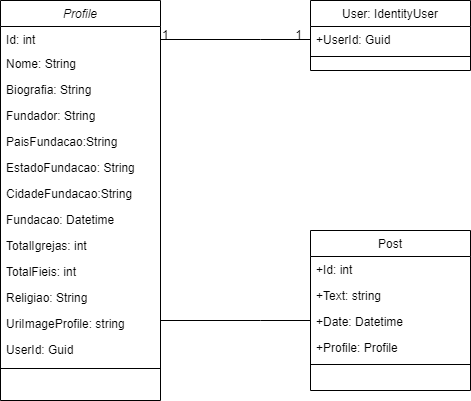 Profile
Id: int
Nome: String
Biografia: String
Fundador: String
PaisFundacao:String
EstadoFundacao: String
CidadeFundacao:String
Fundacao: Datetime
TotalIgrejas: int
TotalFieis: int
Religiao: String
UrlImageProfile: string
UserId: Guid
1
1
User: IdentityUser
+UserId: Guid
Post
+Id: int
+Text: string
+Date: Datetime
+Profile: Profile